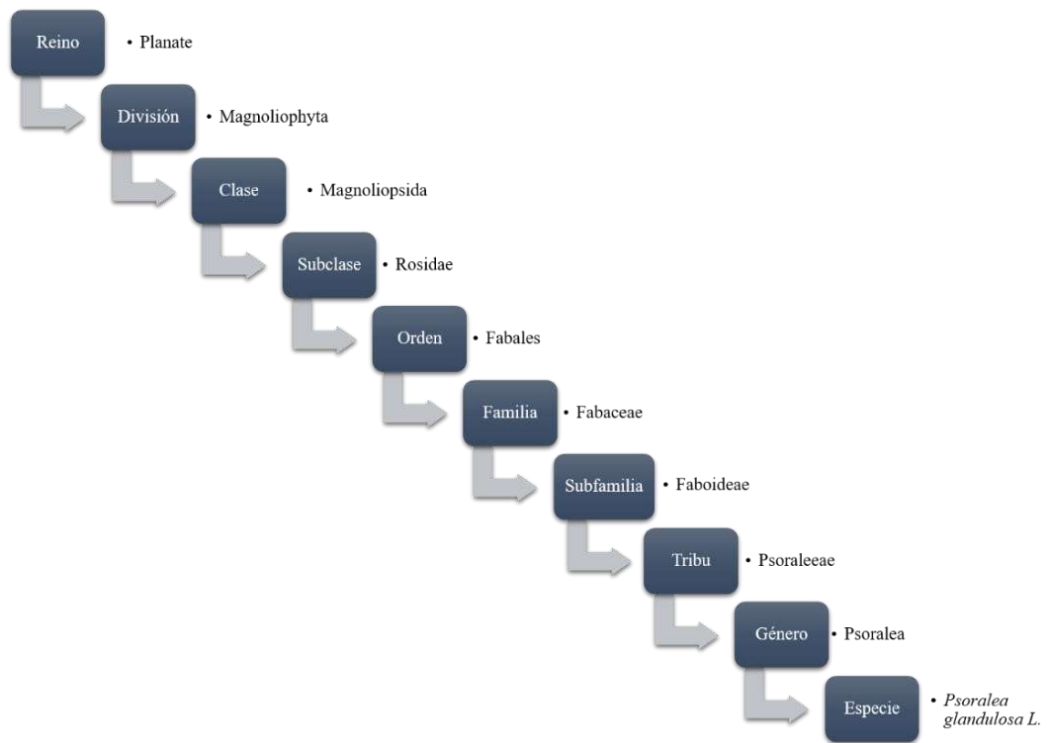 Reino • Planate
División • Magnoliophyta
Clase • Magnoliopsida
Subclase • Rosidae
Orden • Fabales
Familia • Fabaceae
Subfamilia • Faboideae
Tribu • Psoraleeae
Género • Psoralea
Especie • Psoralea
glandulosa L.